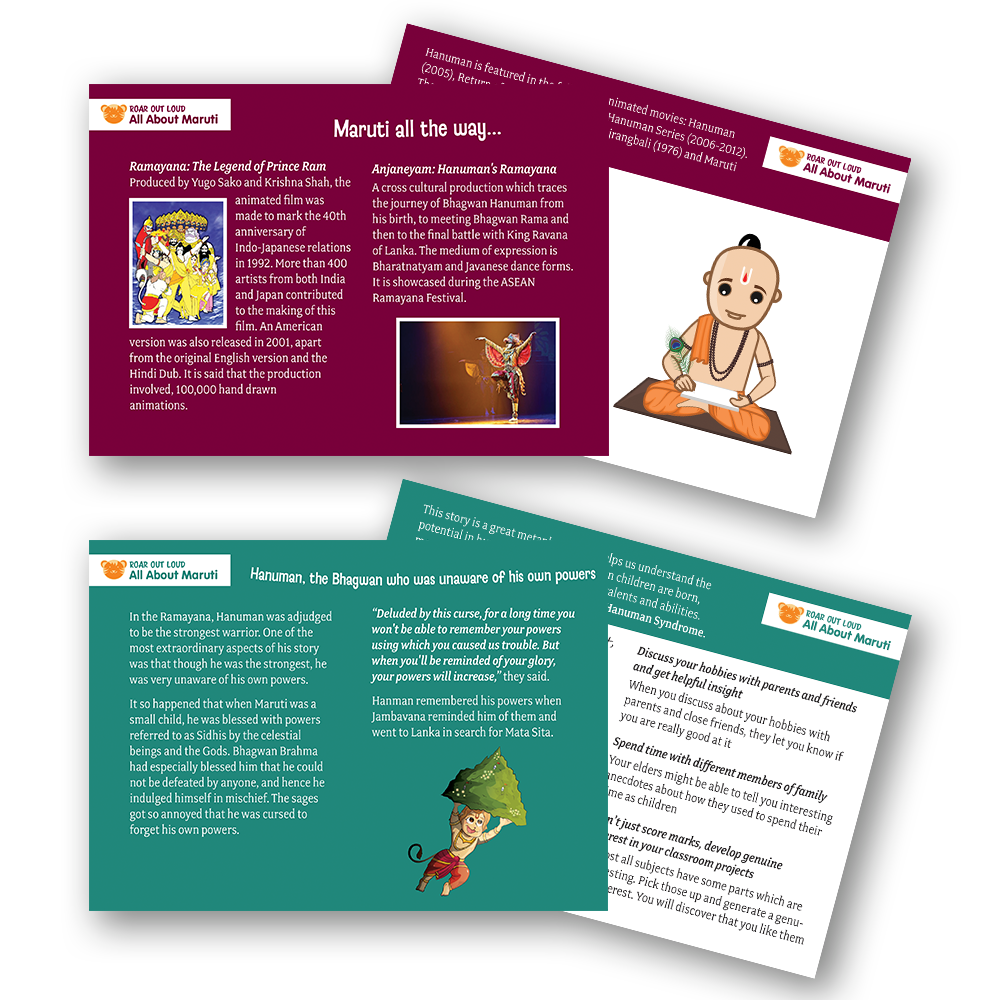 Hanuman is featured in the
(2005), Return
nimated movies: Hanuman
Hanuman Series (2006-2012).
irangbali (1976) and Maruti
ROAR OUT LOUD
All About Maruti
ROAR OUT LOUD
All About Maruti
Maruti all the way...
Ramayana: The Legend of Prince Ram
Produced by Yugo Sako and Krishna Shah, the
animated film was
made to mark the 40th
anniversary of
Indo-Japanese relations
in 1992. More than 400
artists from both India
and Japan contributed
to the making of this
film. An American
version was also released in 2001, apart
from the original English version and the
Hindi Dub. It is said that the production
involved, 100,000 hand drawn
animations.
Anjaneyam: Hanuman's Ramayana
A cross cultural production which traces
the journey of Bhagwan Hanuman from
his birth, to meeting Bhagwan Rama and
then to the final battle with King Ravana
of Lanka. The medium of expression is
Bharatnatyam and Javanese dance forms.
It is showcased during the ASEAN
Ramayana Festival.
This story is a great
potential in
lps us understand the
n children are born,
alents and abilities.
Hanuman Syndrome.
ROAR OUT LOUD
All About Maruti
Discuss your hobbies with parents and friends
and get helpful insight
When you discuss about your hobbies with
parents and close friends, they let you know if
you are really good at it
Spend time with different members of family
Your elders might be able to tell you interesting
anecdotes about how they used to spend their
me as children
n't just score marks, develop genuine
erest in your classroom projects
ost all subjects have some parts which are
esting. Pick those up and generate a genu-
erest. You will discover that you like them
ROAR OUT LOUD
All About Maruti
Hanuman, the Bhagwan who was unaware of his own powers
In the Ramayana, Hanuman was adjudged
to be the strongest warrior. One of the
most extraordinary aspects of his story
was that though he was the strongest, he
was very unaware of his own powers.
It so happened that when Maruti was a
small child, he was blessed with powers
referred to as Sidhis by the celestial
beings and the Gods. Bhagwan Brahma
had especially blessed him that he could
not be defeated by anyone, and hence he
indulged himself in mischief. The sages
got so annoyed that he was cursed to
forget his own powers.
“Deluded by this curse, for a long time you
won't be able to remember your powers
using which you caused us trouble. But
when you'll be reminded of your glory,
your powers will increase,” they said.
Hanman remembered his powers when
Jambavana reminded him of them and
went to Lanka in search for Mata Sita.